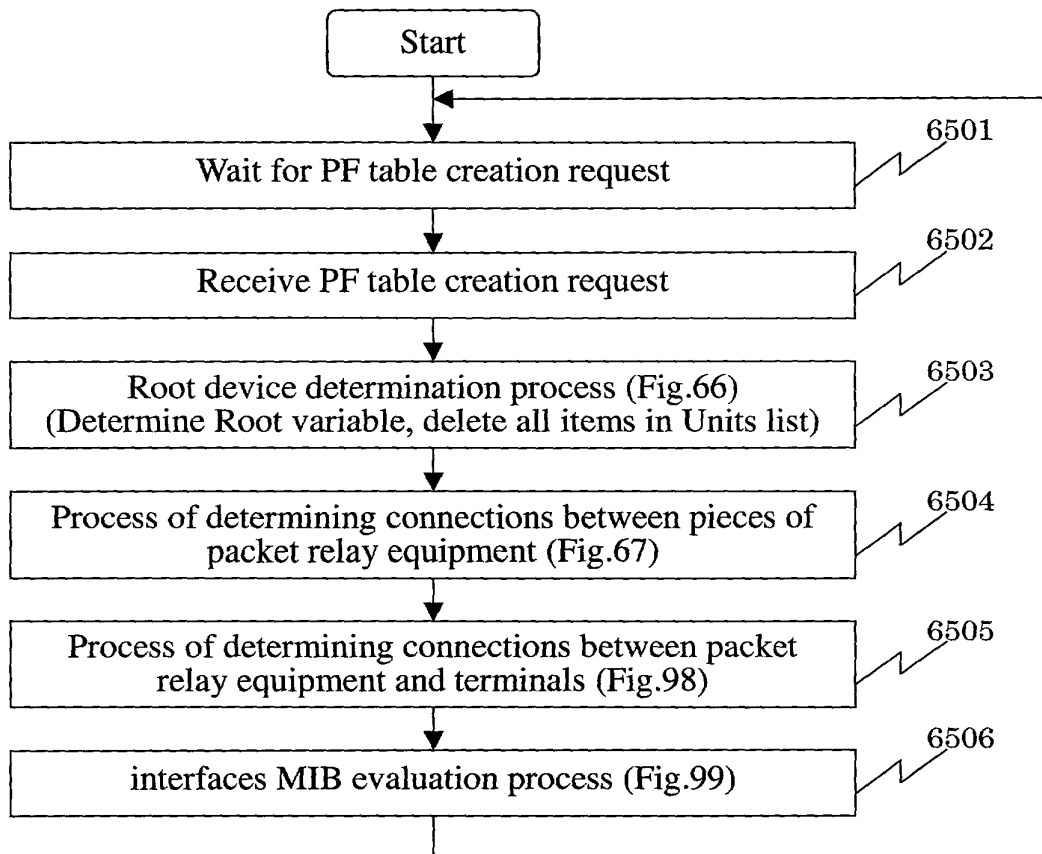 Start
6501
Wait for PF table creation request
6502
Receive PF table creation request
6503
Root device determination process (Fig.66)
(Determine Root variable, delete all items in Units list)
6504
Process of determining connections between pieces of
packet relay equipment (Fig.67)
6505
Process of determining connections between packet
relay equipment and terminals (Fig.98)
6506
interfaces MIB evaluation process (Fig.99)